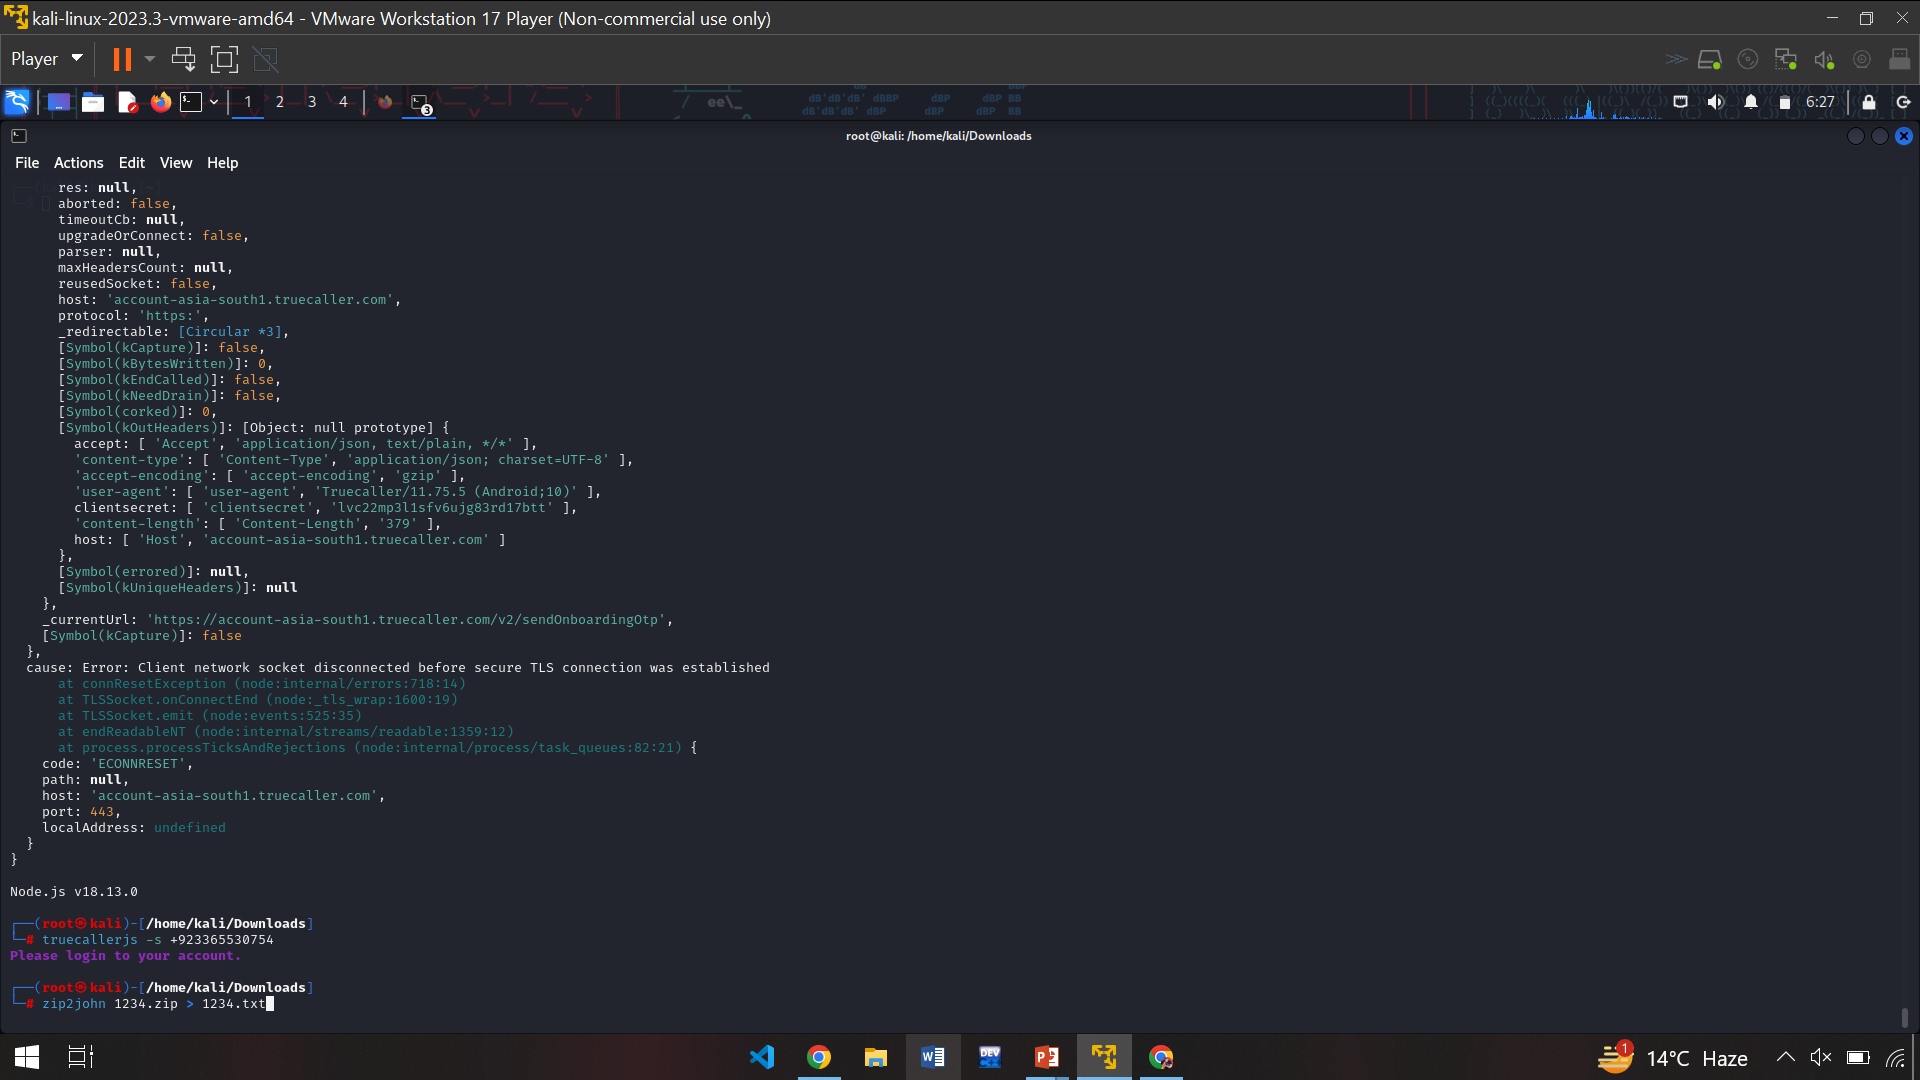 kali-linux-2023.3-vmware-amd64 - VMware Workstation 17 Player (Non-commercial use only)
Player
1 2 3 4
3
6:27
root@kali: /home/kali/Downloads
File Actions Edit View Help
res: null,
aborted: false,
timeoutCb: null,
upgradeOrConnect: false,
parser: null,
maxHeadersCount: null,
reusedSocket: false,
host: 'account-asia-south1.truecaller.com',
protocol: 'https:',
_redirectable: [Circular *3],
[Symbol(kCapture)]: false,
[Symbol(kBytesWritten)]: 0,
[Symbol(kEndCalled)]: false,
[Symbol(kNeedDrain)]: false,
[Symbol(corked)]: 0,
[Symbol(kOutHeaders)]: [Object: null prototype] {
accept: [ 'Accept', 'application/json, text/plain, */*' ],
'content-type': [ 'Content-Type', 'application/json; charset=UTF-8' ],
'accept-encoding': [ 'accept-encoding', 'gzip' ],
'user-agent': [ 'user-agent', 'Truecaller/11.75.5 (Android;10)' ],
clientsecret: [ 'clientsecret', 'lvc22mp3l1sfv6ujg83rd17btt' ],
'content-length': [ 'Content-Length', '379' ],
host: [ 'Host', 'account-asia-south1.truecaller.com' ]
},
[Symbol(errored)]: null,
[Symbol(kUniqueHeaders)]: null
},
_currentUrl: 'https://account-asia-south1.truecaller.com/v2/sendOnboardingOtp',
[Symbol(kCapture)]: false
},
cause: Error: Client network socket disconnected before secure TLS connection was established
at connResetException (node:internal/errors:718:14)
at TLSSocket.onConnectEnd (node:_tls_wrap:1600:19)
at TLSSocket.emit (node:events:525:35)
at endReadableNT (node:internal/streams/readable:1359:12)
at process.processTicksAndRejections (node:internal/process/task_queues:82:21) {
code: 'ECONNRESET',
path: null,
host: 'account-asia-south1.truecaller.com',
port: 443,
localAddress: undefined
}
}
Node.js v18.13.0
┌──(root㉿kali)-[/home/kali/Downloads]
└─# truecallerjs -s +923365530754
Please login to your account.
┌──(root㉿kali)-[/home/kali/Downloads]
└─# zip2john 1234.zip > 1234.txt
DEV
1
14°C Haze